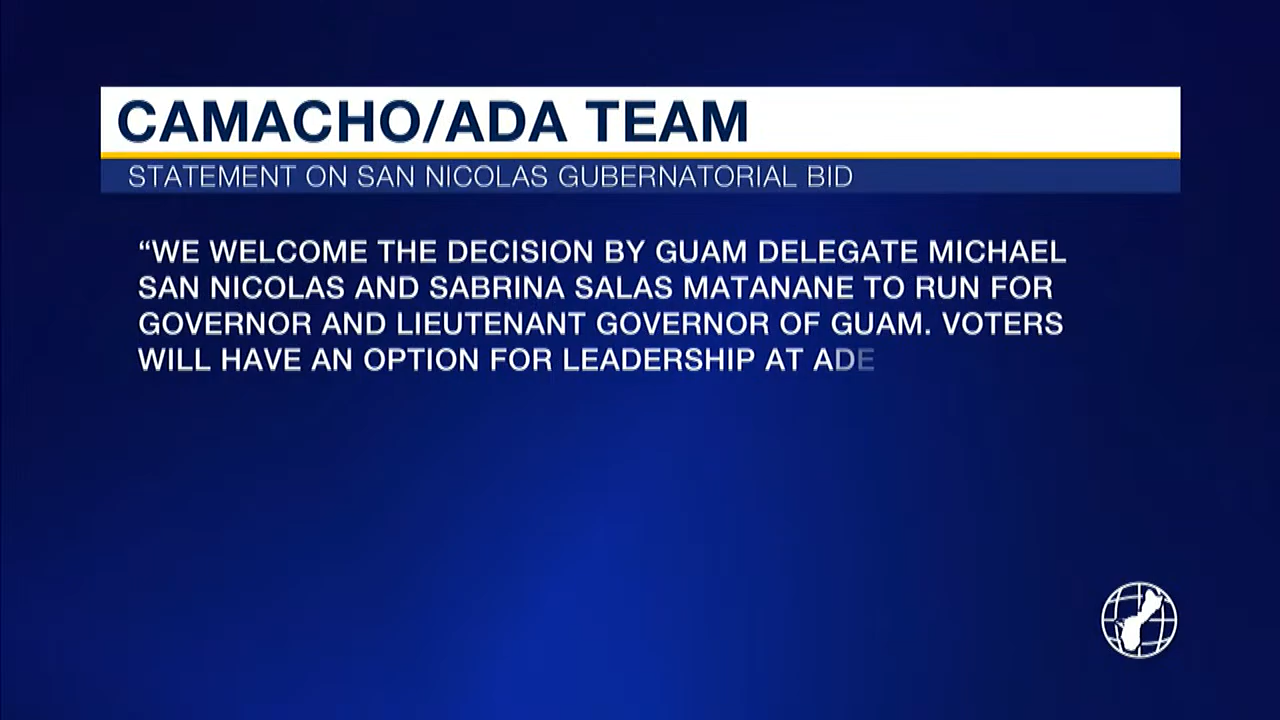 CAMACHO/ADA TEAM
STATEMENT ON SAN NICOLAS GUBERNATORIAL BID
“WE WELCOME THE DECISION BY GUAM DELEGATE MICHAEL
SAN NICOLAS AND SABRINA SALAS MATANANE TO RUN FOR
GOVERNOR AND LIEUTENANT GOVERNOR OF GUAM. VOTERS
WILL HAVE AN OPTION FOR LEADERSHIP AT ADE